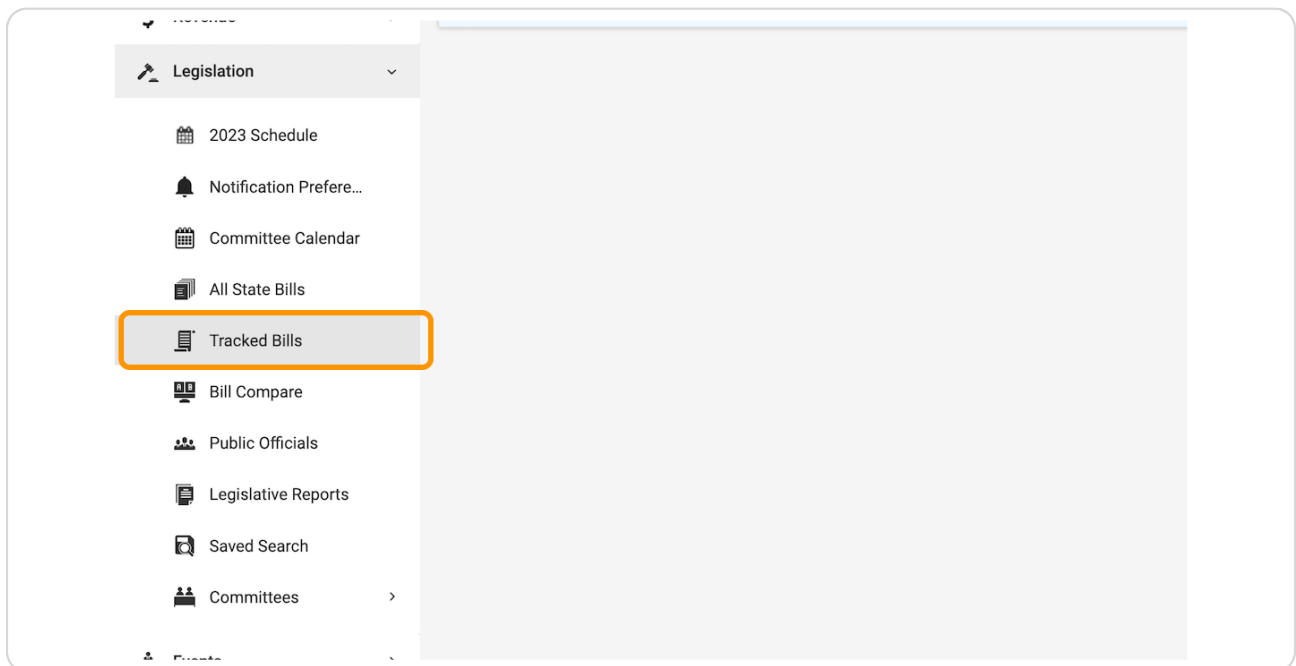 Legislation
2023 Schedule
Notification Prefere...
Committee Calendar
All State Bills
Tracked Bills
Bill Compare
Public Officials
Legislative Reports
Saved Search
Committees